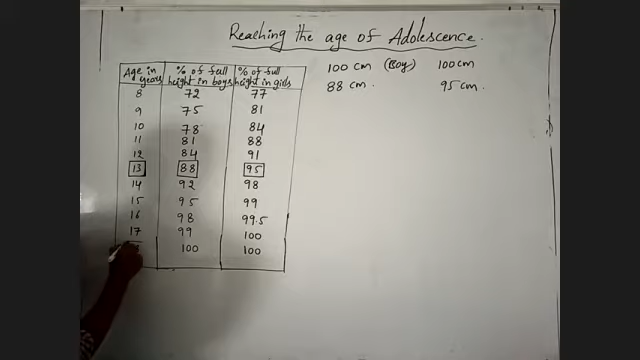 Reaching the age of Adolescence.
100 cm (Boy) 100 cm
88 cm. 95 cm.
Age in years % of full height in boys % of full height in girls
8 72 77
9 75 81
10 78 84
11 81 88
12 84 91
13 88 95
14 92 98
15 95 99
16 98 99.5
17 99 100
100 100